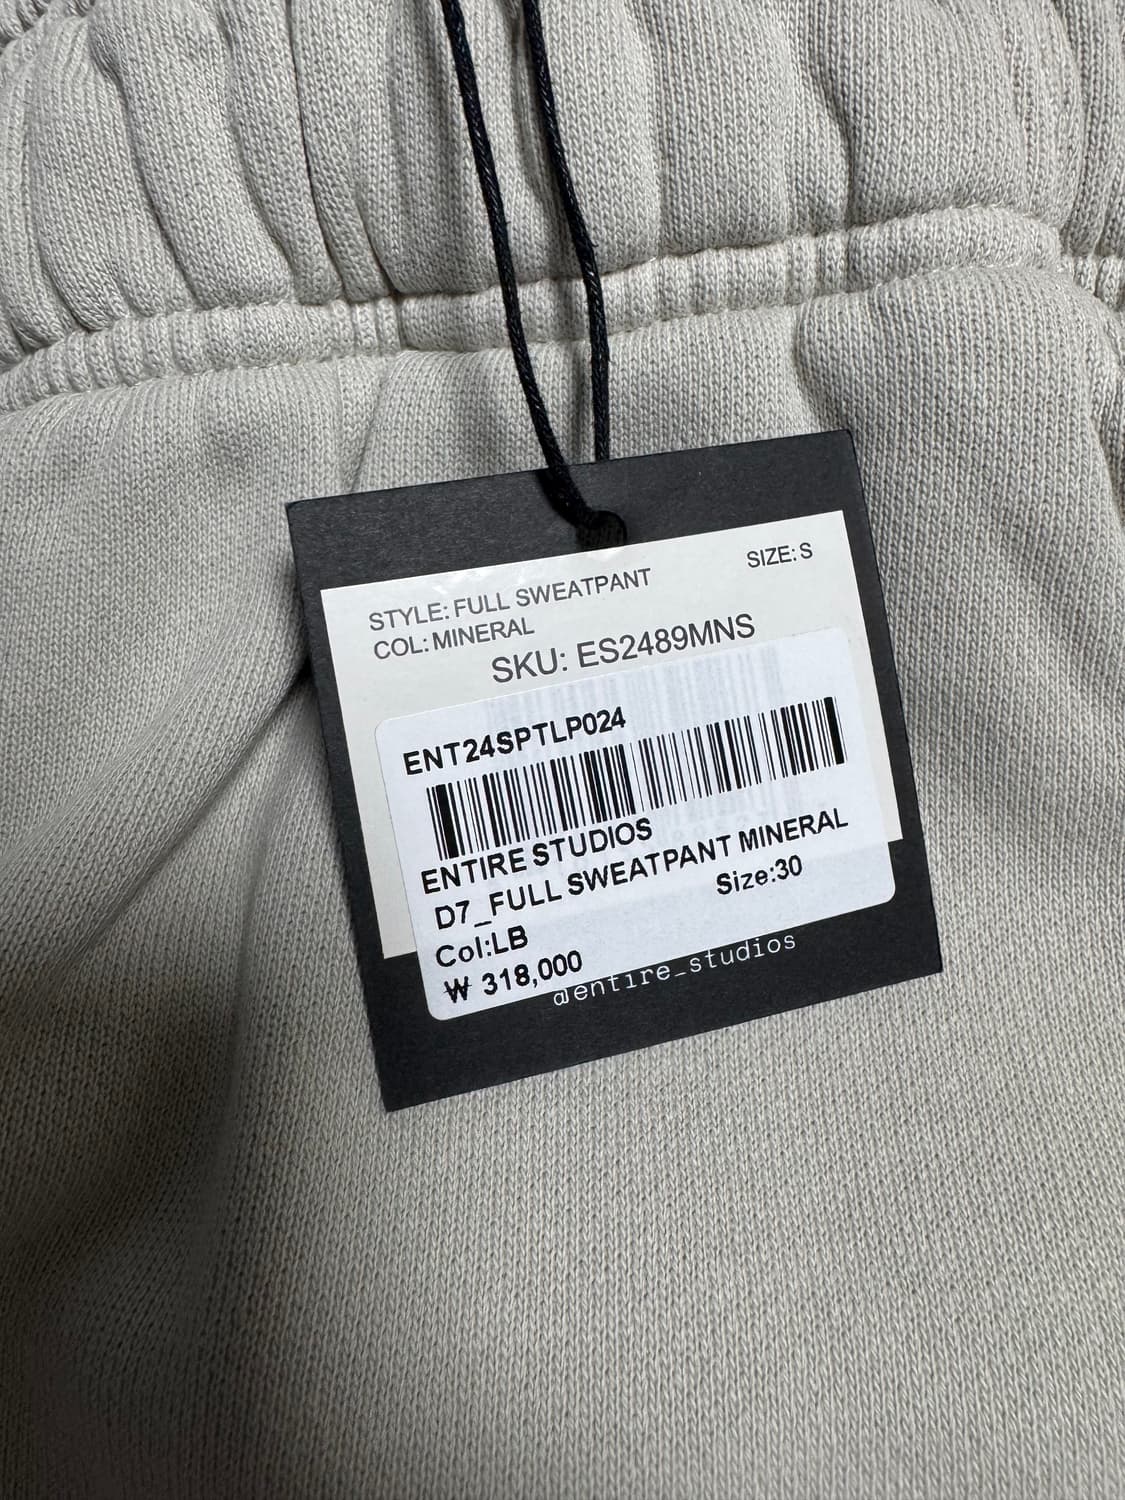 STYLE: FULL SWEATPANT
SIZE: S
COL: MINERAL
SKU: ES2489MNS
ENT24SPTLP024
ENTIRE STUDIOS
D7_FULL SWEATPANT MINERAL
Size:30
Col:LB
₩ 318,000
@entire_studios